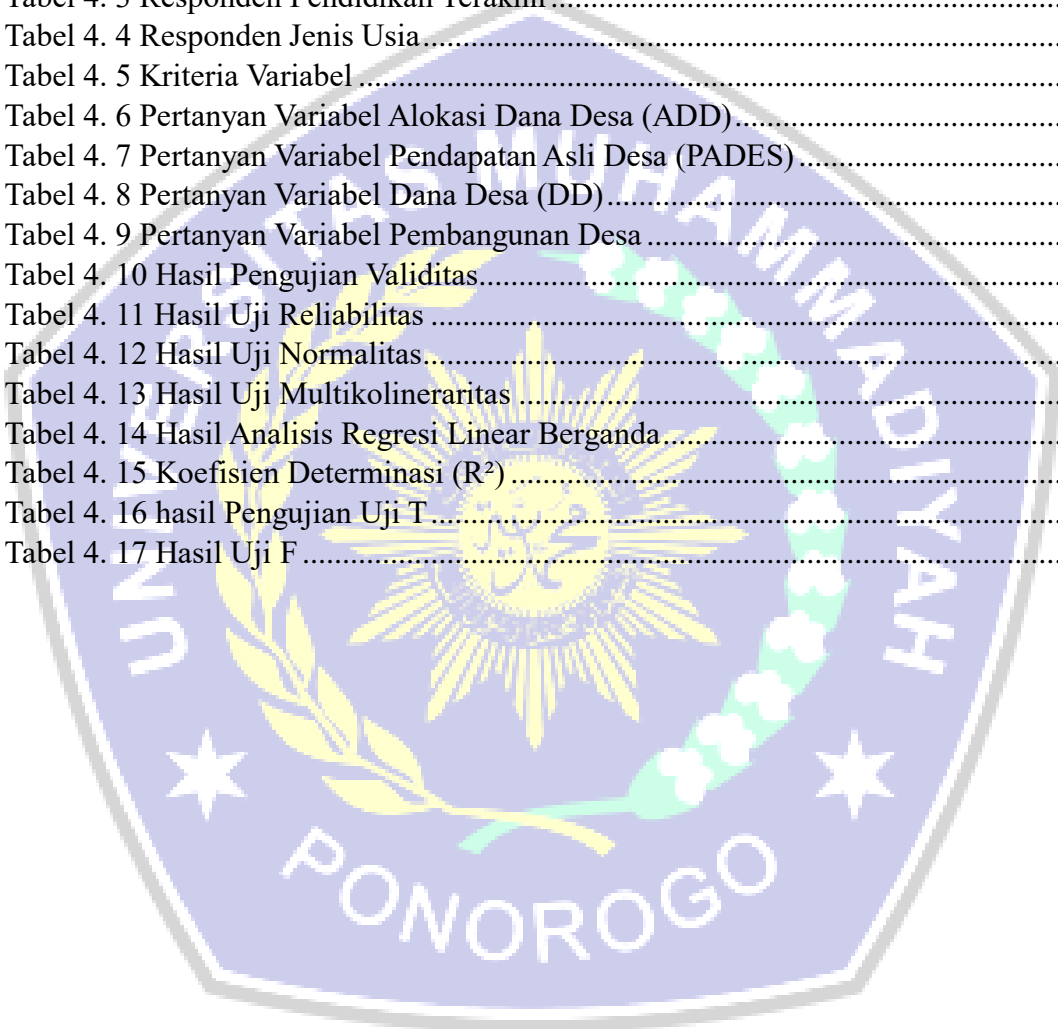 Tabel 4. 3 Responden Pendidikan Terakhir
Tabel 4. 4 Responden Jenis Usia
Tabel 4. 5 Kriteria Variabel
Tabel 4. 6 Pertanyan Variabel Alokasi Dana Desa (ADD)
Tabel 4. 7 Pertanyan Variabel Pendapatan Asli Desa (PADES)
Tabel 4. 8 Pertanyan Variabel Dana Desa (DD)
Tabel 4. 9 Pertanyan Variabel Pembangunan Desa
Tabel 4. 10 Hasil Pengujian Validitas
Tabel 4. 11 Hasil Uji Reliabilitas
Tabel 4. 12 Hasil Uji Normalitas
Tabel 4. 13 Hasil Uji Multikolineraritas
Tabel 4. 14 Hasil Analisis Regresi Linear Berganda
Tabel 4. 15 Koefisien Determinasi (R²)
Tabel 4. 16 hasil Pengujian Uji T
Tabel 4. 17 Hasil Uji F
UNIVERSITAS MUHAMMADIYAH
PONOROGO